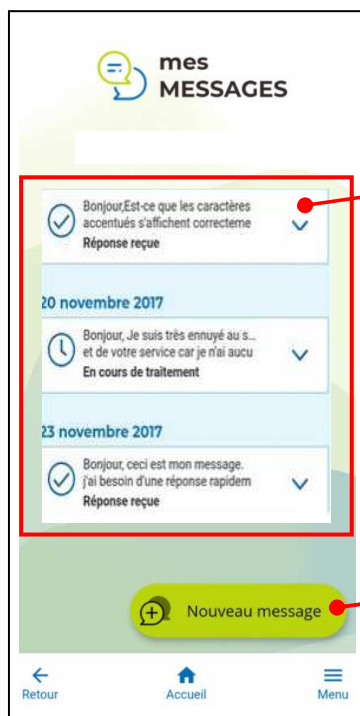 mes
MESSAGES
Bonjour,Est-ce que les caractères
accentués s'affichent correcteme
Réponse reçue
20 novembre 2017
Bonjour, Je suis très ennuyé au s...
et de votre service car je n'ai aucu
En cours de traitement
23 novembre 2017
Bonjour, ceci est mon message.
j'ai besoin d'une réponse rapidem
Réponse reçue
Nouveau message
Retour
Accueil
Menu